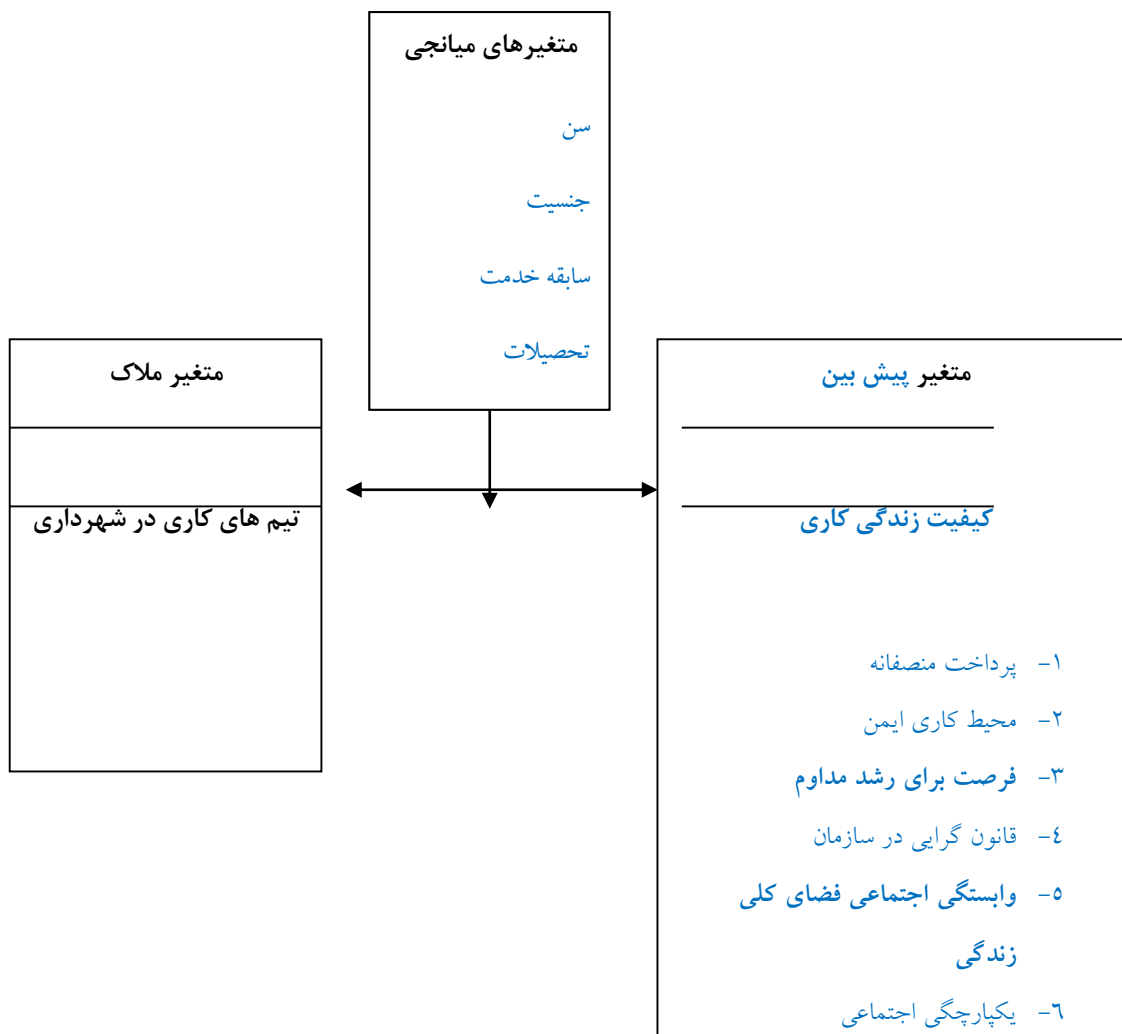 متغیرهای میانجی
سن
جنسیت
سابقه خدمت
تحصیلات
متغیر پیش بین
کیفیت زندگی کاری
۱- پرداخت منصفانه
۲- محیط کاری ایمن
۳- فرصت برای رشد مداوم
٤- قانون گرایی در سازمان
٥- وابستگی اجتماعی فضای کلی
زندگی
٦- یکپارچگی اجتماعی
متغیر ملاک
تیم های کاری در شهرداری